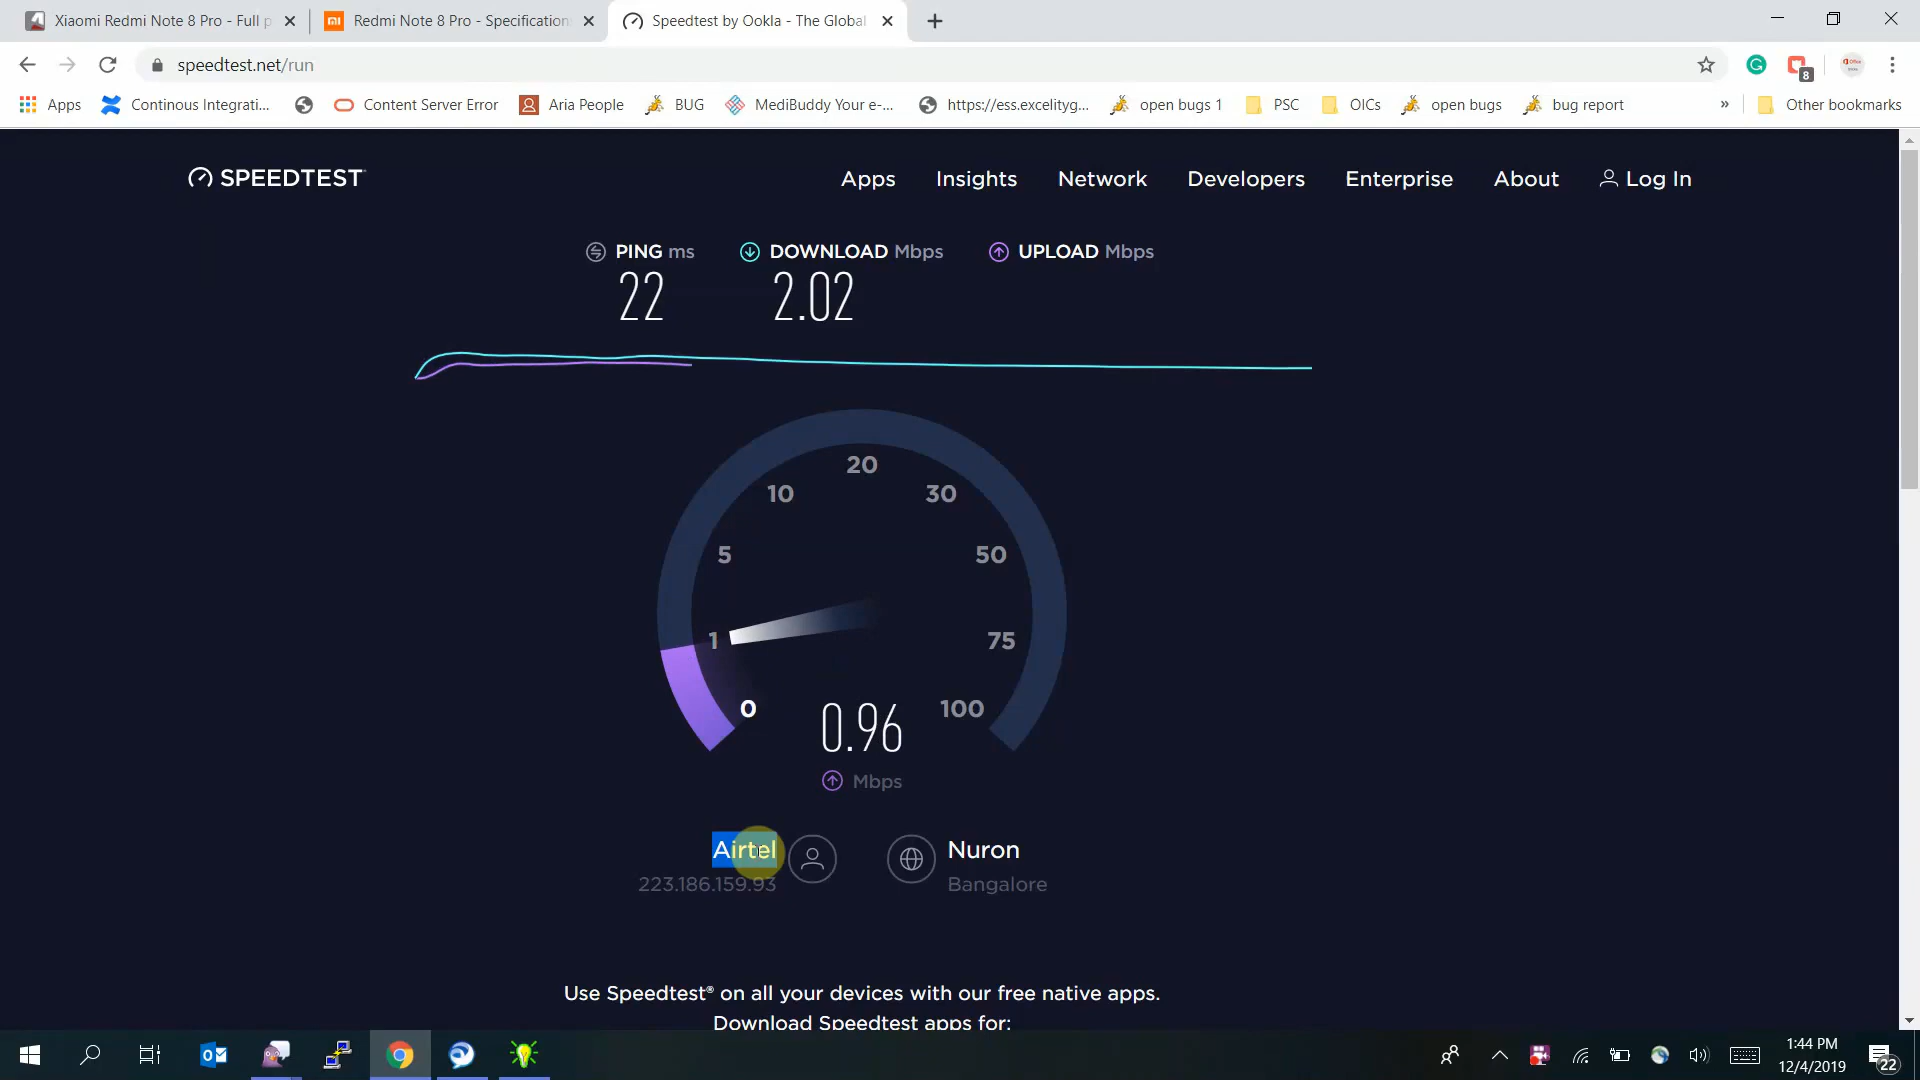 Xiaomi Redmi Note 8 Pro - Full p
Redmi Note 8 Pro - Specification
Speedtest by Ookla - The Global
speedtest.net/run
8
Apps
Continous Integrati...
Content Server Error
Aria People
BUG
MediBuddy Your e-...
https://ess.excelityg...
open bugs 1
PSC
OICs
open bugs
bug report
»
Other bookmarks
SPEEDTEST
Apps
Insights
Network
Developers
Enterprise
About
Log In
PING ms
DOWNLOAD Mbps
UPLOAD Mbps
22
2.02
20
10
30
5
50
1
75
0
100
0.96
Mbps
Airtel
223.186.159.93
Nuron
Bangalore
Use Speedtest® on all your devices with our free native apps.
Download Speedtest apps for:
1:44 PM
12/4/2019
22